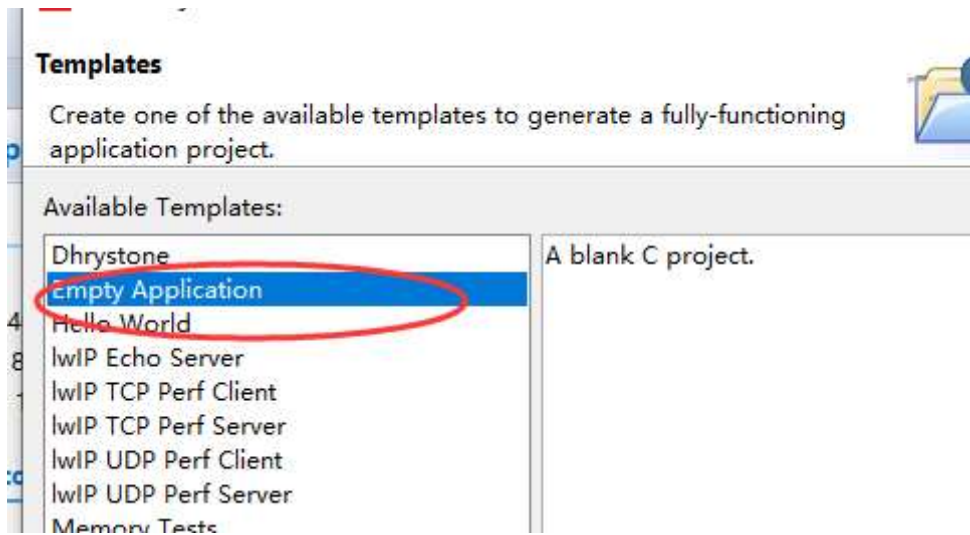 Templates
Create one of the available templates to generate a fully-functioning
application project.
Available Templates:
Dhrystone
A blank C project.
Empty Application
Hello World
lwIP Echo Server
lwIP TCP Perf Client
lwIP TCP Perf Server
lwIP UDP Perf Client
lwIP UDP Perf Server
Memory Tests